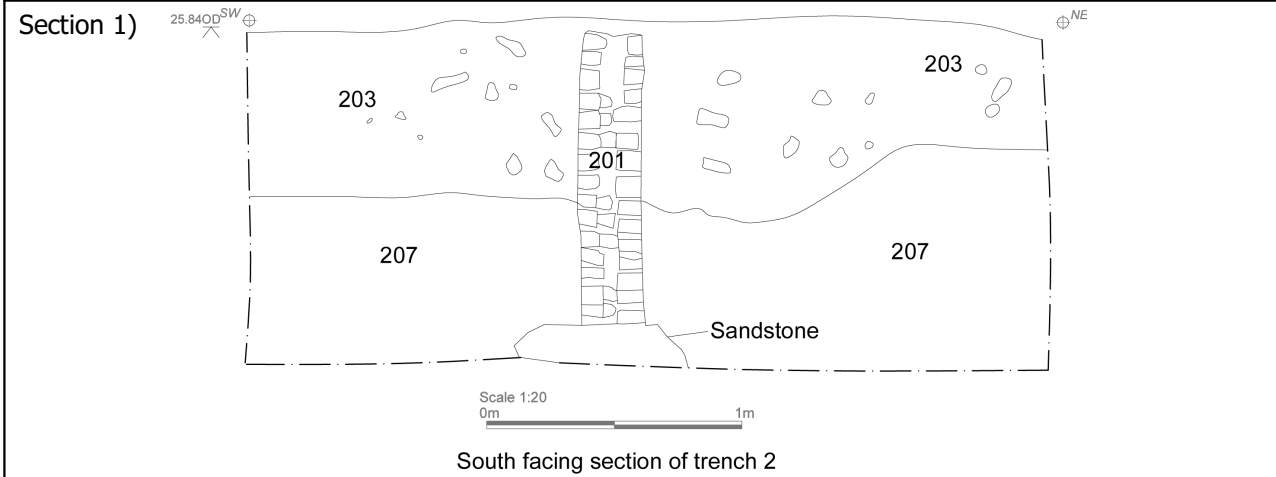 Section 1)
25.84OD SW
NE
203
203
201
207
207
Sandstone
Scale 1:20
0m 1m
South facing section of trench 2